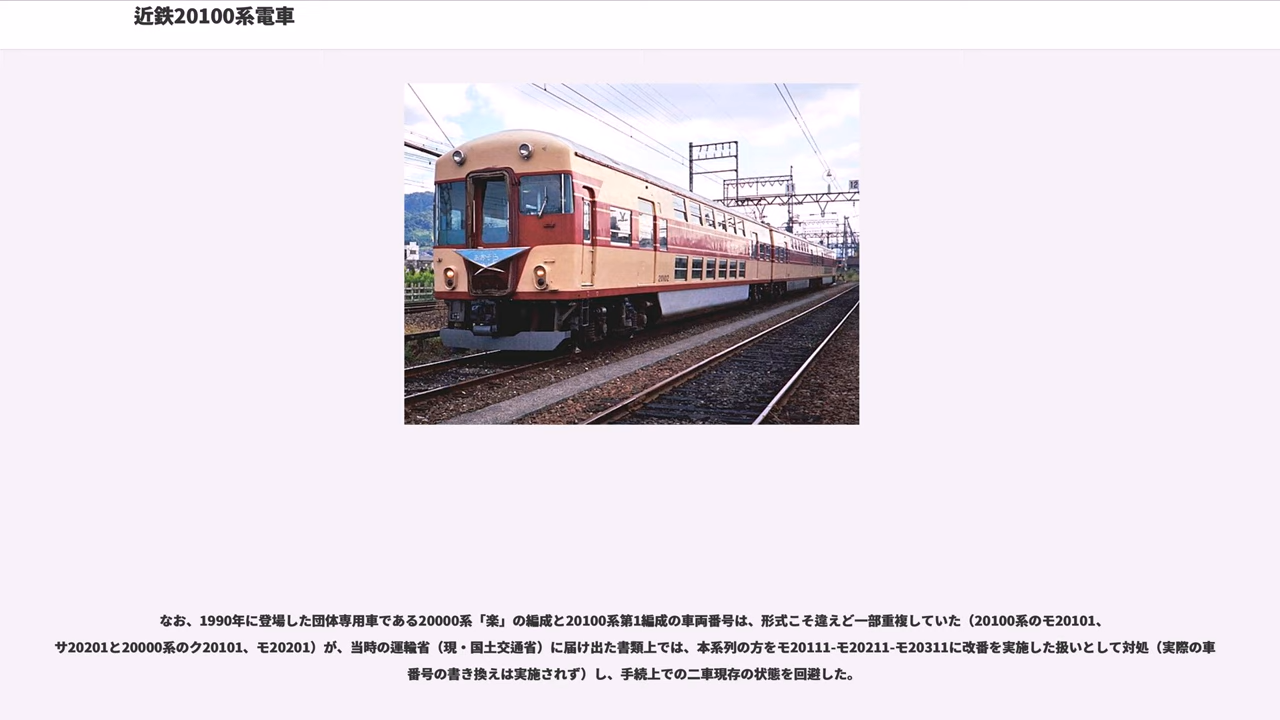 近鉄20100系電車
12
20102
なお、1990年に登場した団体専用車である20000系「楽」の編成と20100系第1編成の車両番号は、形式こそ違えど一部重複していた（20100系のモ20101、
サ20201と20000系のク20101、モ20201）が、当時の運輸省（現・国土交通省）に届け出た書類上では、本系列の方をモ20111-モ20211-モ20311に改番を実施した扱いとして対処（実際の車
番号の書き換えは実施されず）し、手続上での二車現存の状態を回避した。